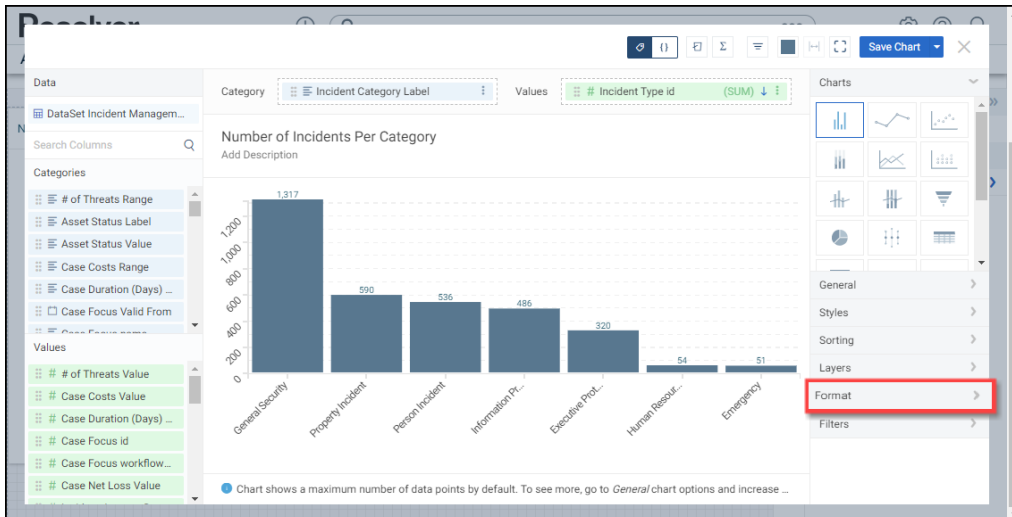 Save Chart
Data
Category
Incident Category Label
Values
# Incident Type id
(SUM)
Charts
DataSet Incident Managem...
Search Columns
Number of Incidents Per Category
Add Description
Categories
# of Threats Range
Asset Status Label
Asset Status Value
Case Costs Range
Case Duration (Days) ...
Case Focus Valid From
Values
# # of Threats Value
# Case Costs Value
# Case Duration (Days) ...
# Case Focus id
# Case Focus workflow...
# Case Net Loss Value
1,317
590
536
486
320
54
51
1,200
1,000
800
600
400
200
0
General Security
Property Incident
Person Incident
Information Pr...
Executive Prot...
Human Resour...
Emergency
General
Styles
Sorting
Layers
Format
Filters
Chart shows a maximum number of data points by default. To see more, go to General chart options and increase ...